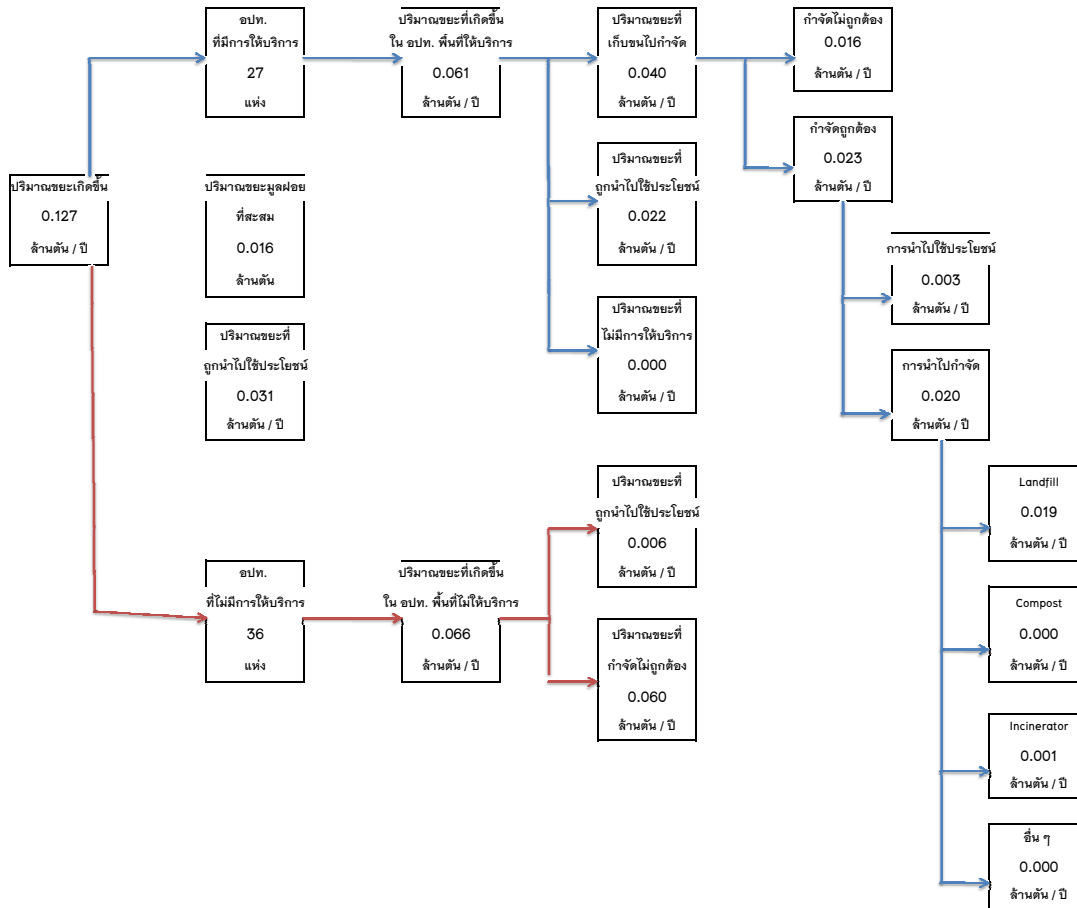 อปท.
ที่มีการให้บริการ
27
แห่ง
ปริมาณขยะที่เกิดขึ้น
ใน อปท. พื้นที่ให้บริการ
0.061
ล้านตัน / ปี
ปริมาณขยะที่
เก็บขนไปกำจัด
0.040
ล้านตัน / ปี
กำจัดไม่ถูกต้อง
0.016
ล้านตัน / ปี
กำจัดถูกต้อง
0.023
ล้านตัน / ปี
ปริมาณขยะเกิดขึ้น
0.127
ล้านตัน / ปี
ปริมาณขยะมูลฝอย
ที่สะสม
0.016
ล้านตัน
ปริมาณขยะที่
ถูกนำไปใช้ประโยชน์
0.022
ล้านตัน / ปี
การนำไปใช้ประโยชน์
0.003
ล้านตัน / ปี
ปริมาณขยะที่
ถูกนำไปใช้ประโยชน์
0.031
ล้านตัน / ปี
ปริมาณขยะที่
ไม่มีการให้บริการ
0.000
ล้านตัน / ปี
การนำไปกำจัด
0.020
ล้านตัน / ปี
ปริมาณขยะที่
ถูกนำไปใช้ประโยชน์
0.006
ล้านตัน / ปี
Landfill
0.019
ล้านตัน / ปี
อปท.
ที่ไม่มีการให้บริการ
36
แห่ง
ปริมาณขยะที่เกิดขึ้น
ใน อปท. พื้นที่ไม่ให้บริการ
0.066
ล้านตัน / ปี
ปริมาณขยะที่
กำจัดไม่ถูกต้อง
0.060
ล้านตัน / ปี
Compost
0.000
ล้านตัน / ปี
Incinerator
0.001
ล้านตัน / ปี
อื่น ๆ
0.000
ล้านตัน / ปี